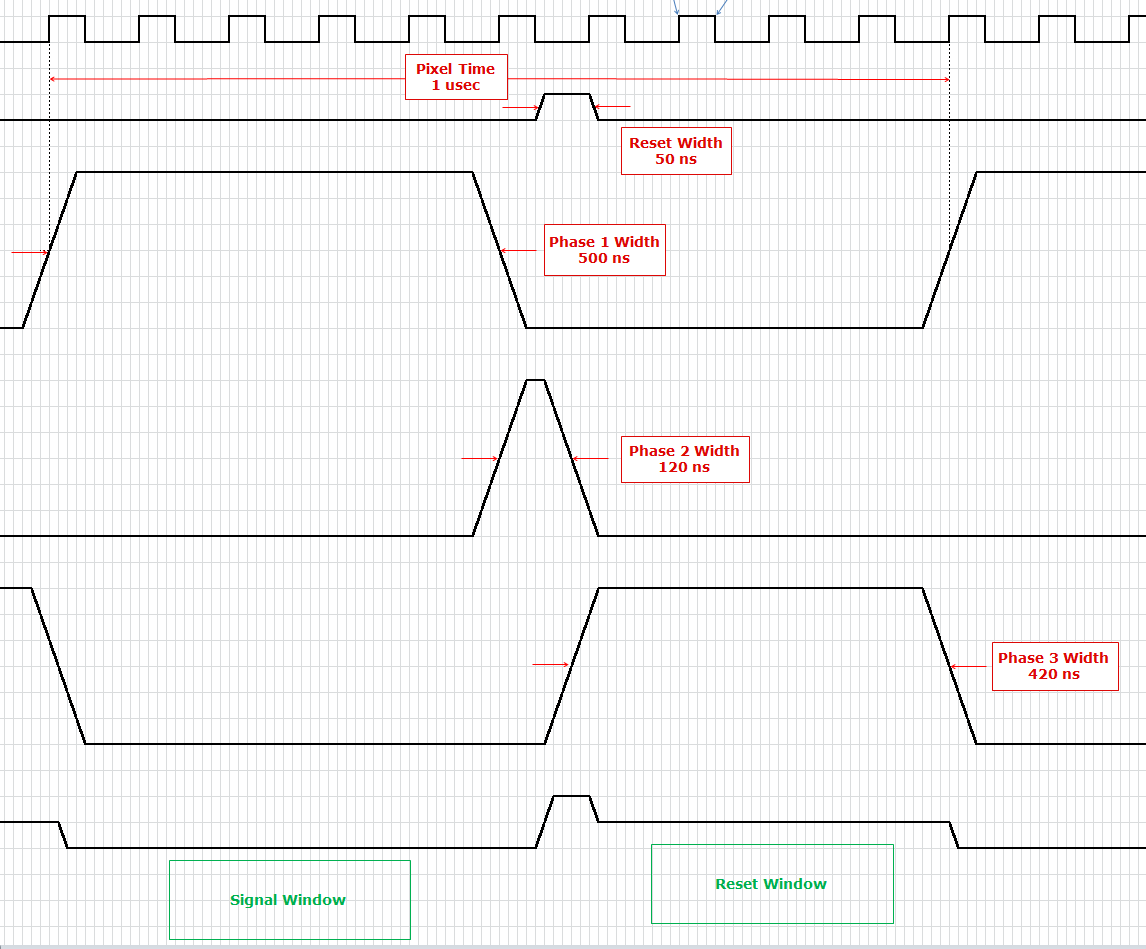 Pixel Time
1 usec
Reset Width
50 ns
Phase 1 Width
500 ns
Phase 2 Width
120 ns
Phase 3 Width
420 ns
Signal Window
Reset Window